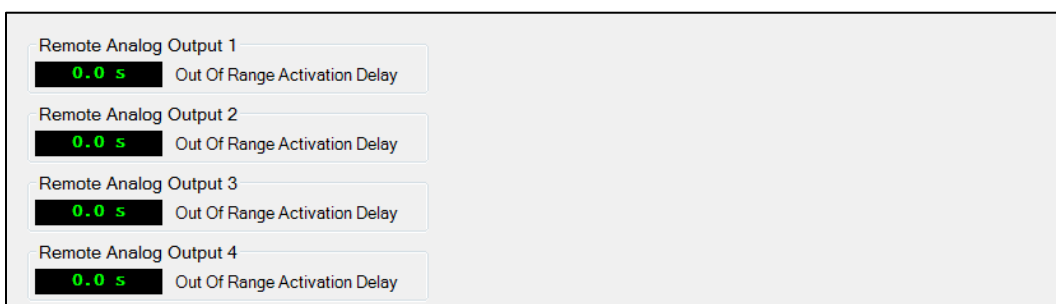 Remote Analog Output 1
0.0 s Out Of Range Activation Delay
Remote Analog Output 2
0.0 s Out Of Range Activation Delay
Remote Analog Output 3
0.0 s Out Of Range Activation Delay
Remote Analog Output 4
0.0 s Out Of Range Activation Delay